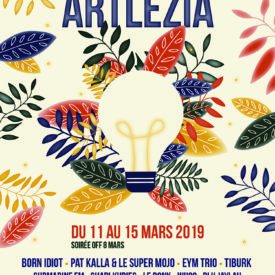 ARTLEZIA
DU 11 AU 15 MARS 2019
SOIRÉE OFF 8 MARS
BORN IDIOT • PAT KALLA & LE SUPER MOJO • EYM TRIO • TIBURK